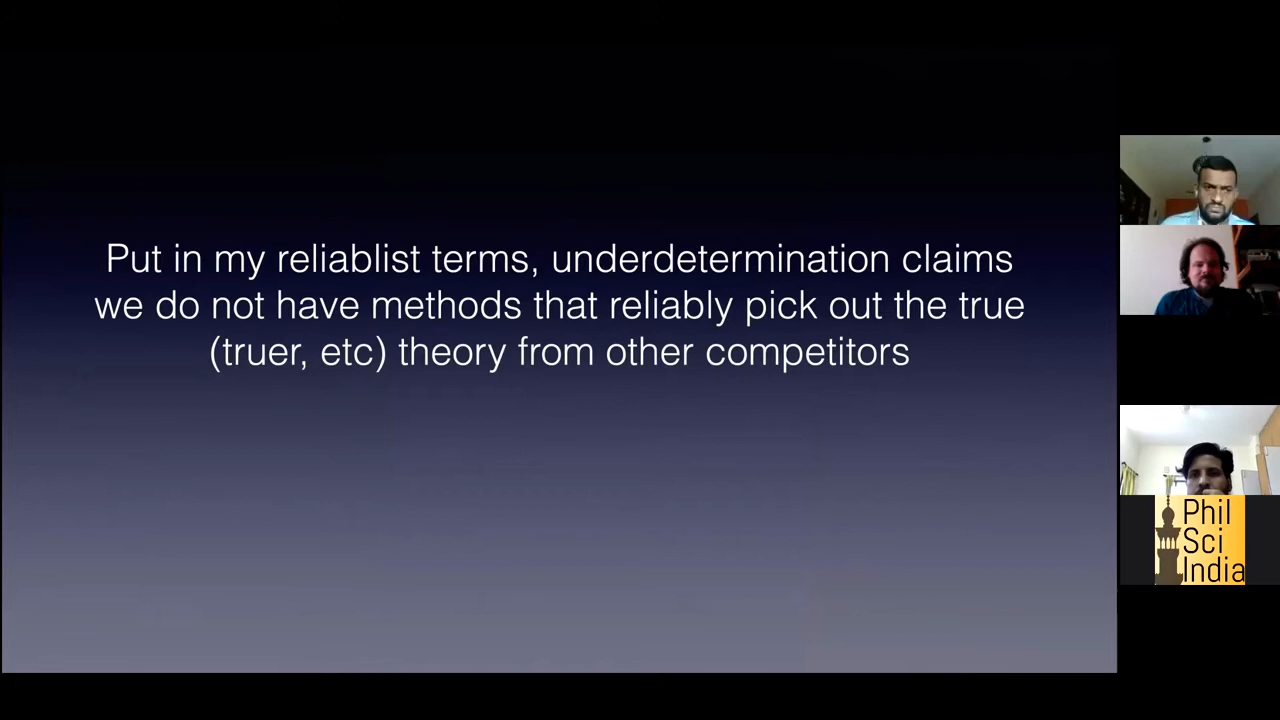 Put in my reliablist terms, underdetermination claims
we do not have methods that reliably pick out the true
(truer, etc) theory from other competitors
Phil
Sci
India